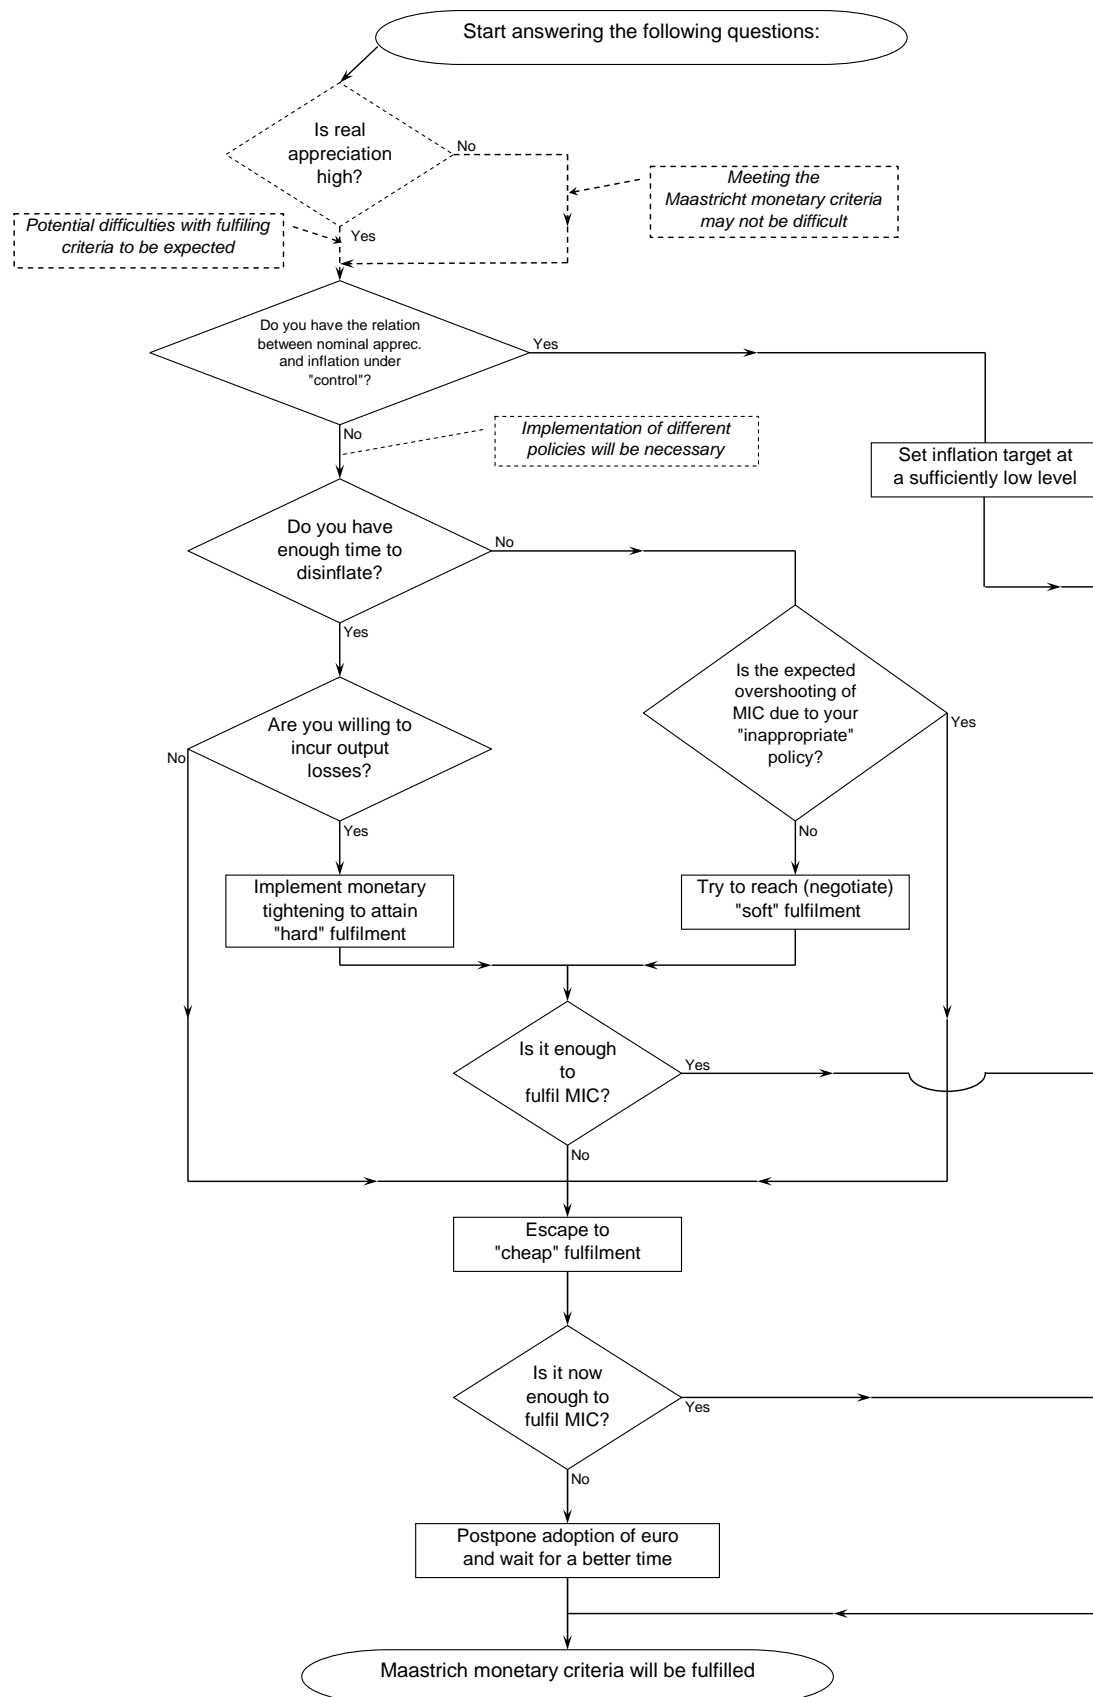 Start answering the following questions:
Is real
appreciation
high?
No
Meeting the
Maastricht monetary criteria
may not be difficult
Potential difficulties with fulfiling
criteria to be expected
Yes
Do you have the relation
between nominal apprec.
and inflation under
"control"?
Yes
No
Implementation of different
policies will be necessary
Set inflation target at
a sufficiently low level
Do you have
enough time to
disinflate?
No
Yes
Is the expected
overshooting of
MIC due to your
"inappropriate"
policy?
Yes
No
Are you willing to
incur output
losses?
No
Yes
Implement monetary
tightening to attain
"hard" fulfilment
Try to reach (negotiate)
"soft" fulfilment
Is it enough
to
fulfil MIC?
Yes
No
Escape to
"cheap" fulfilment
Is it now
enough to
fulfil MIC?
Yes
No
Postpone adoption of euro
and wait for a better time
Maastrich monetary criteria will be fulfilled